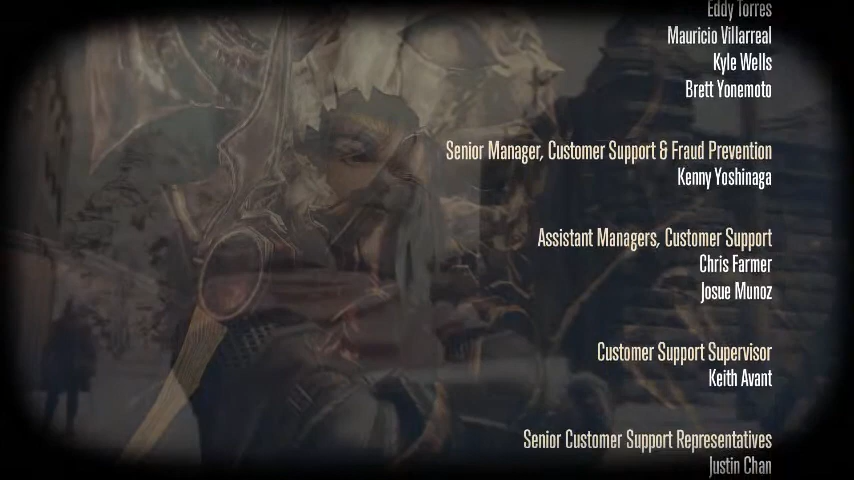 Eddy Torres
Mauricio Villarreal
Kyle Wells
Brett Yonemoto
Senior Manager, Customer Support & Fraud Prevention
Kenny Yoshinaga
Assistant Managers, Customer Support
Chris Farmer
Josue Munoz
Customer Support Supervisor
Keith Avant
Senior Customer Support Representatives
Justin Chan